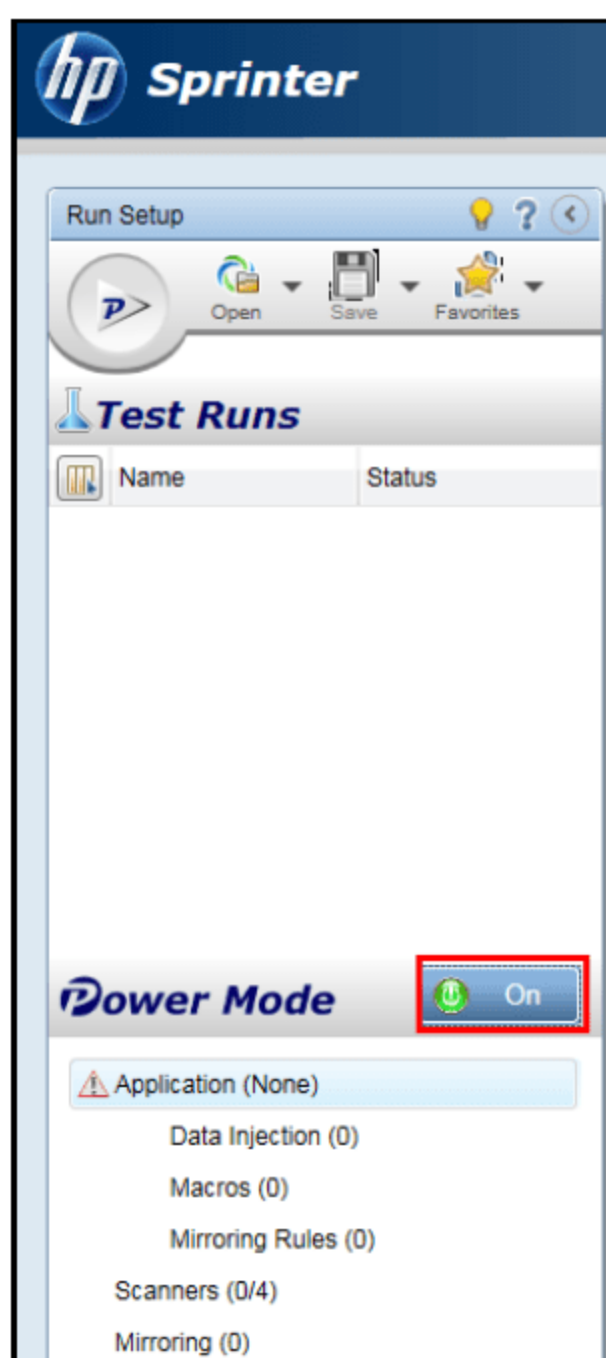 hp Sprinter
Run Setup ?
P>
Open Save Favorites
Test Runs
Name Status
Power Mode On
Application (None)
Data Injection (0)
Macros (0)
Mirroring Rules (0)
Scanners (0/4)
Mirroring (0)